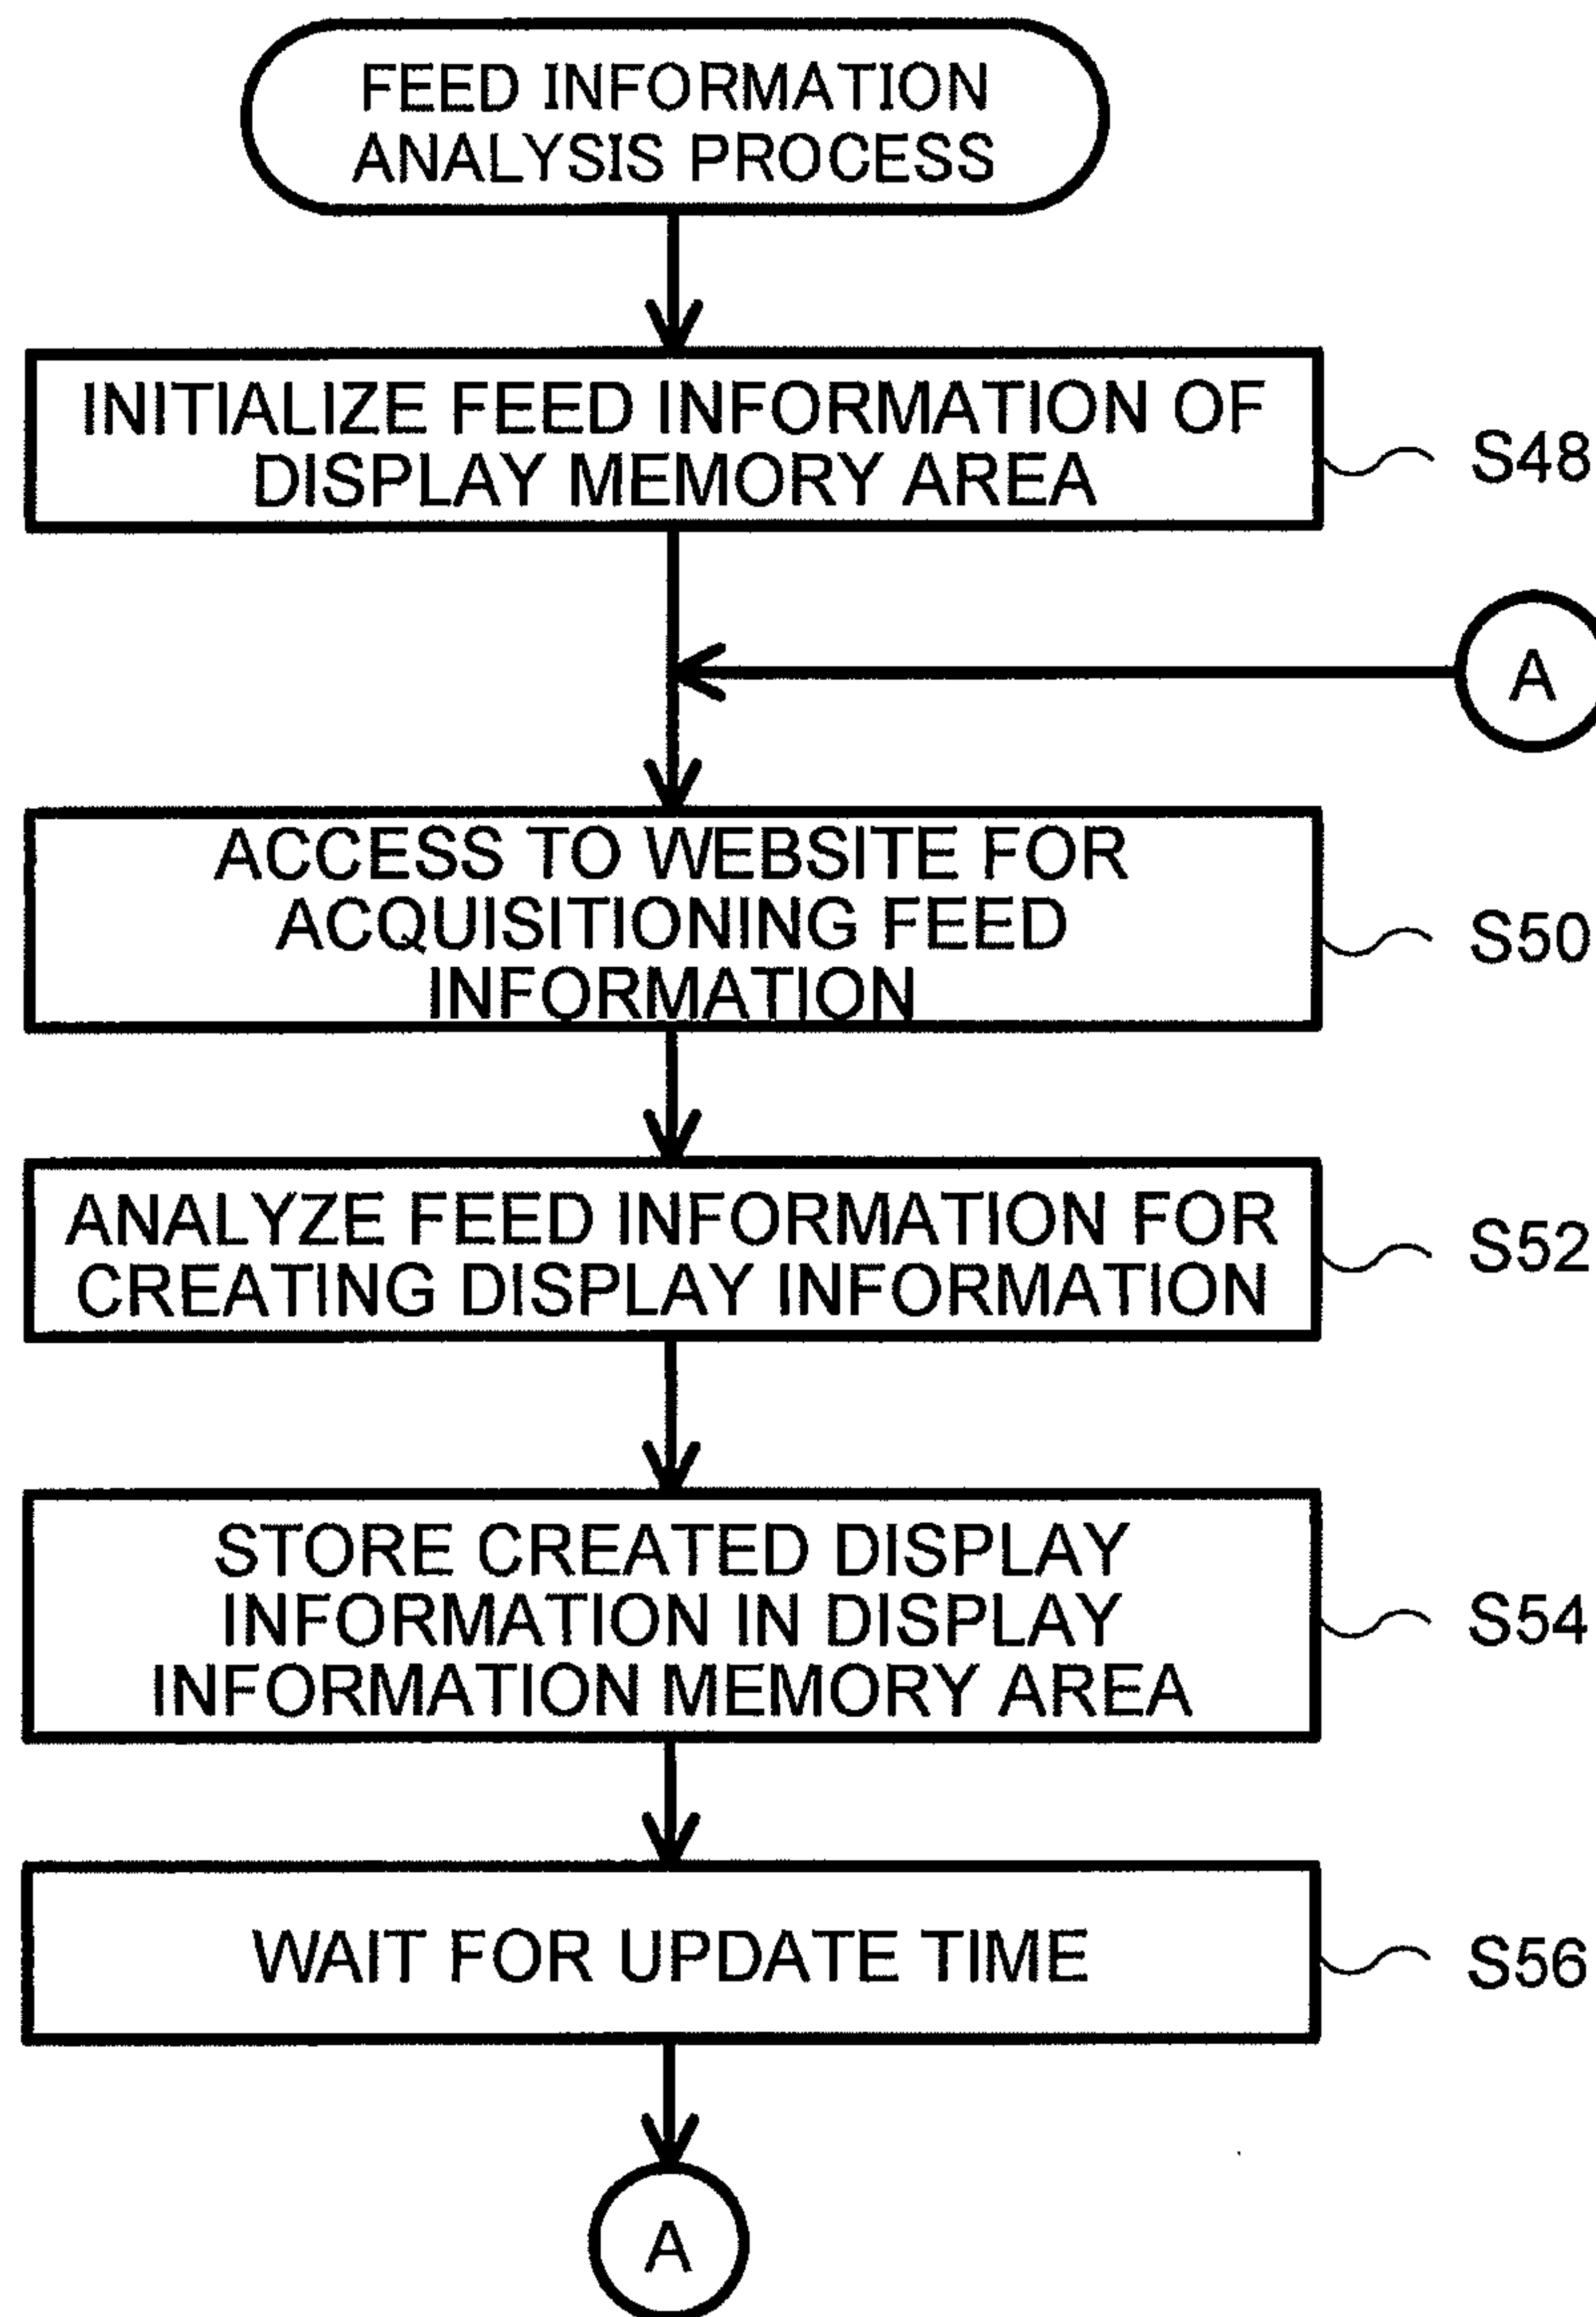 FEED INFORMATION
ANALYSIS PROCESS
INITIALIZE FEED INFORMATION OF
DISPLAY MEMORY AREA
S48
A
ACCESS TO WEBSITE FOR
ACQUISITIONING FEED
INFORMATION
S50
ANALYZE FEED INFORMATION FOR
CREATING DISPLAY INFORMATION
S52
STORE CREATED DISPLAY
INFORMATION IN DISPLAY
INFORMATION MEMORY AREA
S54
WAIT FOR UPDATE TIME
S56
A